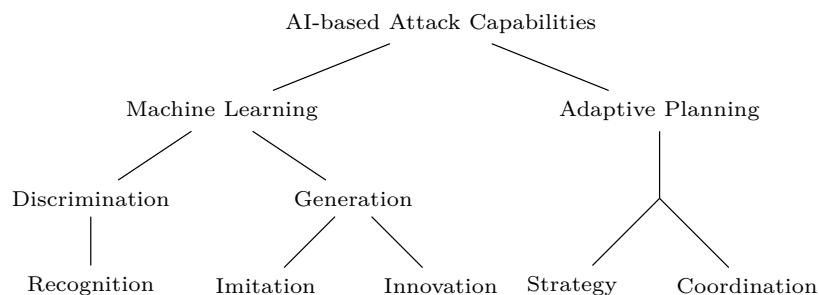 AI-based Attack Capabilities
Machine Learning
Adaptive Planning
Discrimination
Generation
Recognition
Imitation
Innovation
Strategy
Coordination